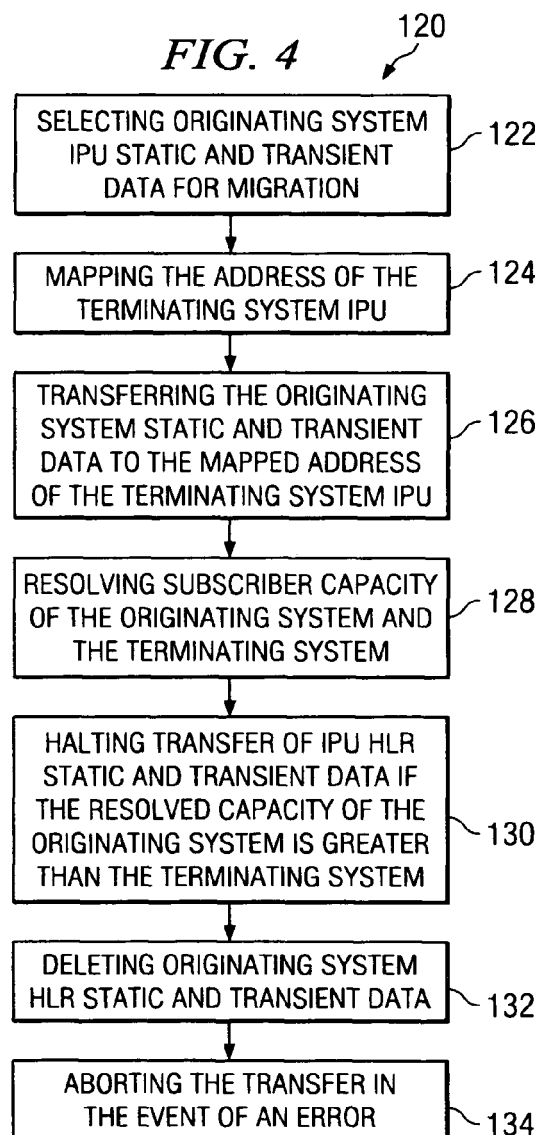 FIG. 4
120
SELECTING ORIGINATING SYSTEM
IPU STATIC AND TRANSIENT
DATA FOR MIGRATION
122
MAPPING THE ADDRESS OF THE
TERMINATING SYSTEM IPU
124
TRANSFERRING THE ORIGINATING
SYSTEM STATIC AND TRANSIENT
DATA TO THE MAPPED ADDRESS
OF THE TERMINATING SYSTEM IPU
126
RESOLVING SUBSCRIBER CAPACITY
OF THE ORIGINATING SYSTEM AND
THE TERMINATING SYSTEM
128
HALTING TRANSFER OF IPU HLR
STATIC AND TRANSIENT DATA IF
THE RESOLVED CAPACITY OF THE
ORIGINATING SYSTEM IS GREATER
THAN THE TERMINATING SYSTEM
130
DELETING ORIGINATING SYSTEM
HLR STATIC AND TRANSIENT DATA
132
ABORTING THE TRANSFER IN
THE EVENT OF AN ERROR
134